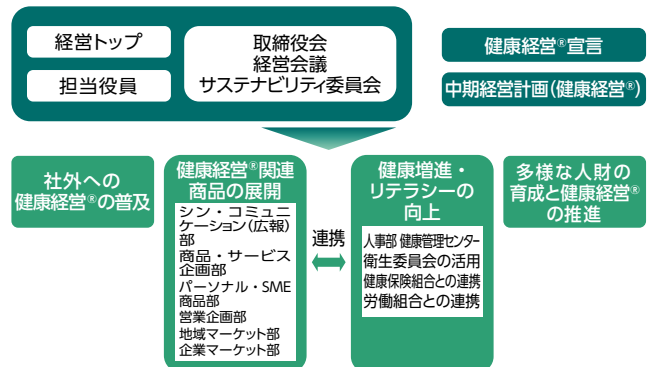 経営トップ
担当役員
取締役会
経営会議
サステナビリティ委員会
健康経営®宣言
中期経営計画(健康経営®)
社外への
健康経営®の普及
健康経営®関連
商品の展開
シン・コミュニ
ケーション(広報)
部
商品・サービス
企画部
パーソナル・SME
商品部
営業企画部
地域マーケット部
企業マーケット部
連携
健康増進・
リテラシーの
向上
人事部 健康管理センター
衛生委員会の活用
健康保険組合との連携
労働組合との連携
多様な人財の
育成と健康経営®
の推進